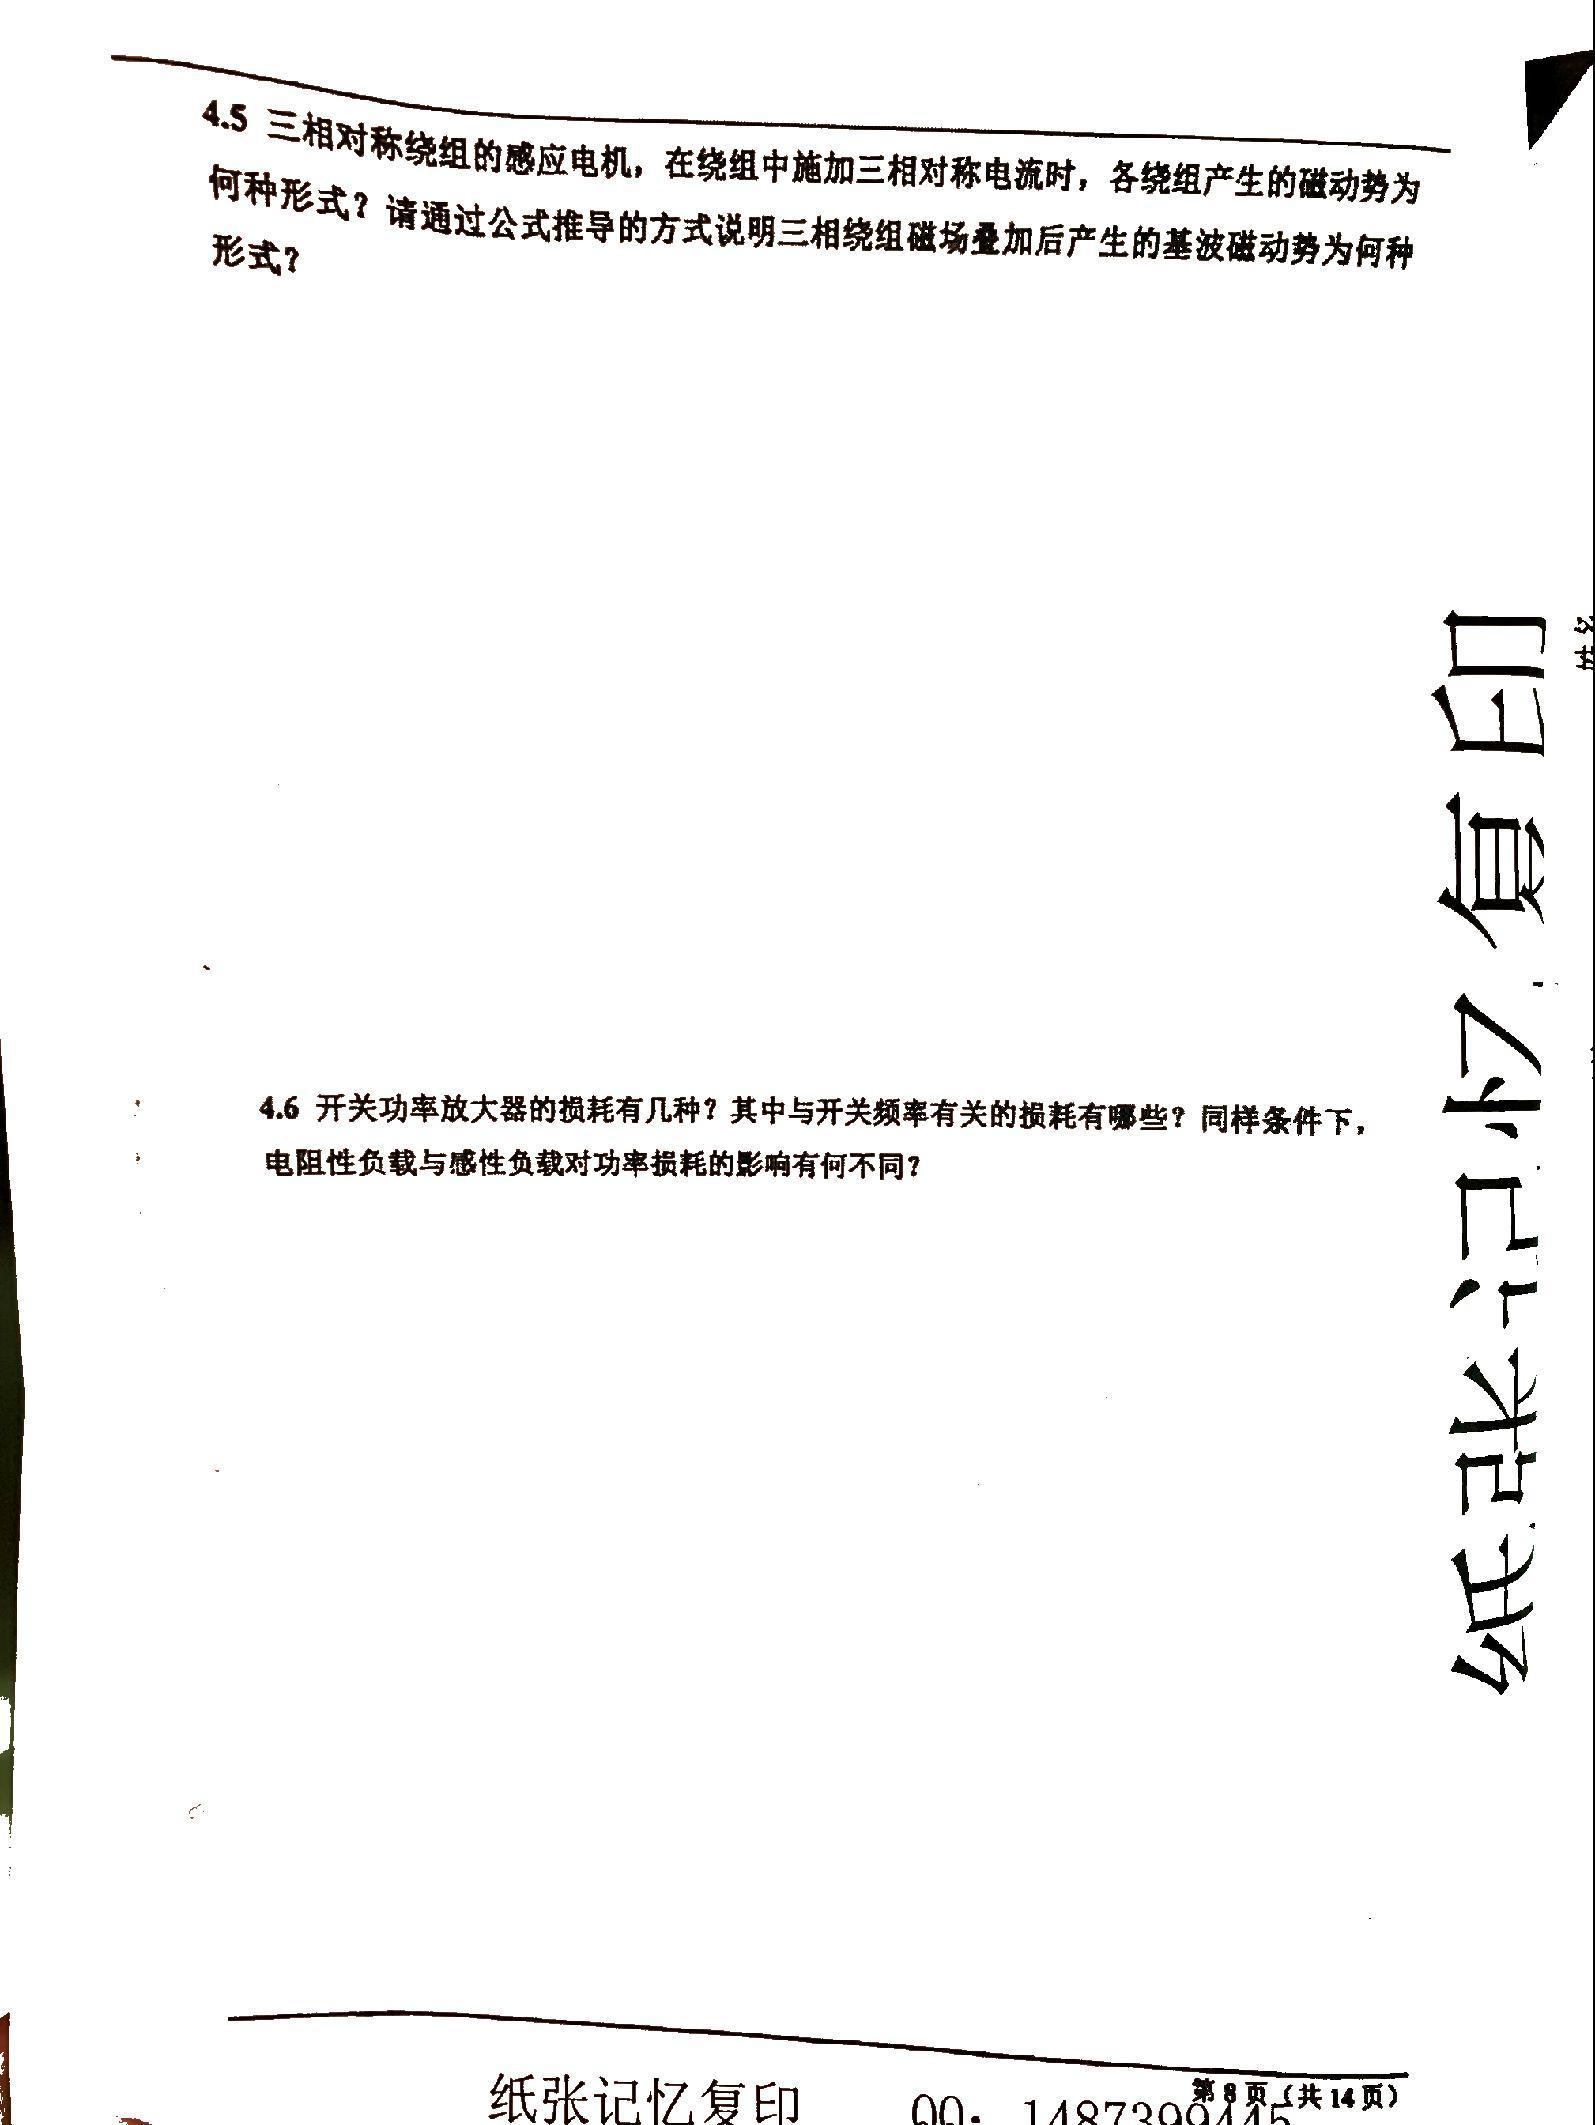 4.5 三相对称绕组的感应电机，在绕组中施加三相对称电流时，各绕组产生的磁动势为
何种形式？请通过公式推导的方式说明三相绕组磁场叠加后产生的基波磁动势为何种
形式？
姓名
纸张记忆复印
4.6 开关功率放大器的损耗有几种？其中与开关频率有关的损耗有哪些？同样条件下，
电阻性负载与感性负载对功率损耗的影响有何不同？
第 8 页（共 14 页）
纸张记忆复印 QQ：1487399445